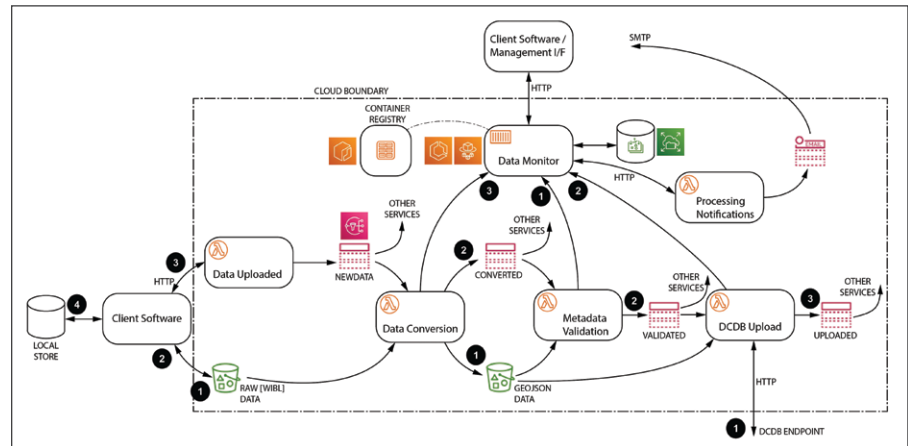 Client Software /
Management I/F
SMTP
HTTP
CLOUD BOUNDARY
CONTAINER
REGISTRY
Data Monitor
EMAIL
HTTP
3
1
2
Processing
Notifications
OTHER
SERVICES
OTHER
SERVICES
3
HTTP
Data Uploaded
NEWDATA
2
CONVERTED
OTHER
SERVICES
OTHER
SERVICES
4
Client Software
LOCAL
STORE
Data Conversion
Metadata
Validation
2
VALIDATED
DCDB Upload
3
UPLOADED
2
1
RAW [WIBL]
DATA
1
GEOJSON
DATA
HTTP
1
DCDB ENDPOINT